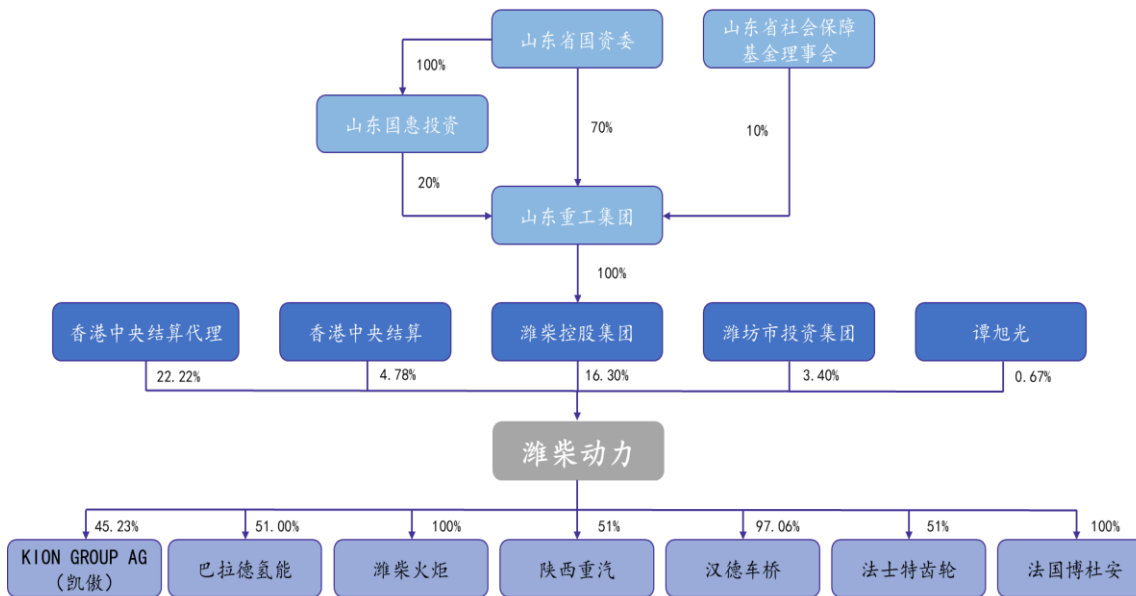 山东省国资委
山东省社会保障
基金理事会
100%
山东国惠投资
70%
10%
20%
山东重工集团
100%
香港中央结算代理
香港中央结算
潍柴控股集团
潍坊市投资集团
谭旭光
22.22%
4.78%
16.30%
3.40%
0.67%
潍柴动力
45.23%
51.00%
100%
51%
97.06%
51%
100%
KION GROUP AG
(凯傲)
巴拉德氢能
潍柴火炬
陕西重汽
汉德车桥
法士特齿轮
法国博杜安